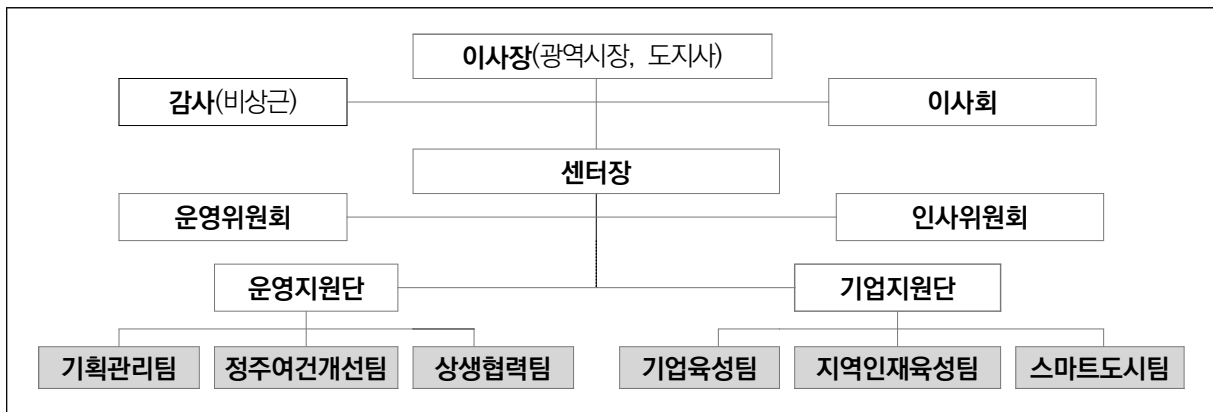 이사장(광역시장, 도지사)
감사(비상근)
이사회
센터장
운영위원회
인사위원회
운영지원단
기업지원단
기획관리팀
정주여건개선팀
상생협력팀
기업육성팀
지역인재육성팀
스마트도시팀